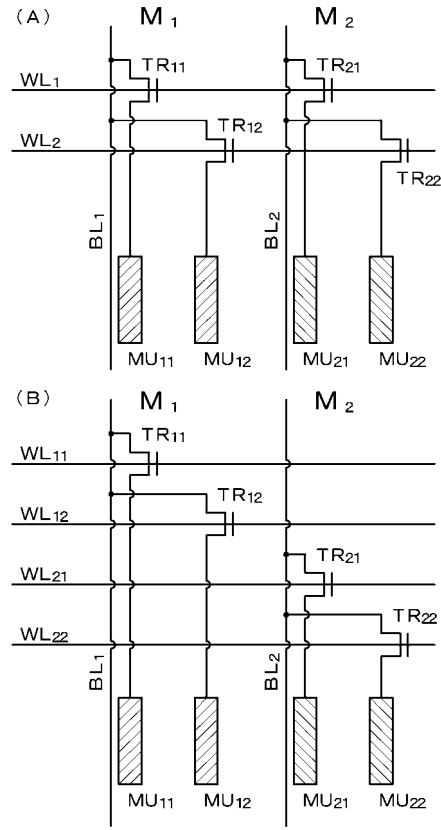 (A) M1 M2
TR11 TR21
WL1
TR12
WL2
TR22
BL1 BL2
MU11 MU12 MU21 MU22
(B) M1 M2
TR11
WL11
TR12
WL12
TR21
WL21
TR22
WL22
BL1 BL2
MU11 MU12 MU21 MU22